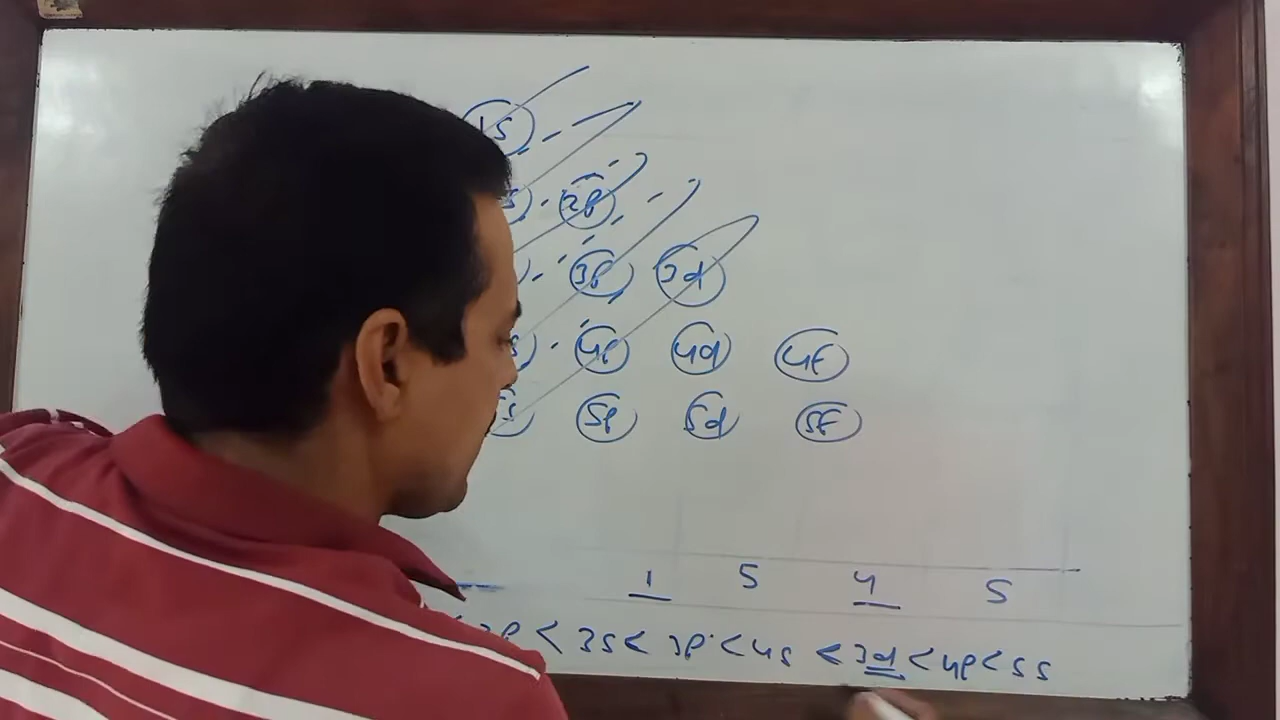 1s
s 2p
3p 3d
s 4p 4d 4f
s 5p 5d 5f
1 5 4 5
< 2p < 3s < 3p < 4s < 3d < 4p < 5s